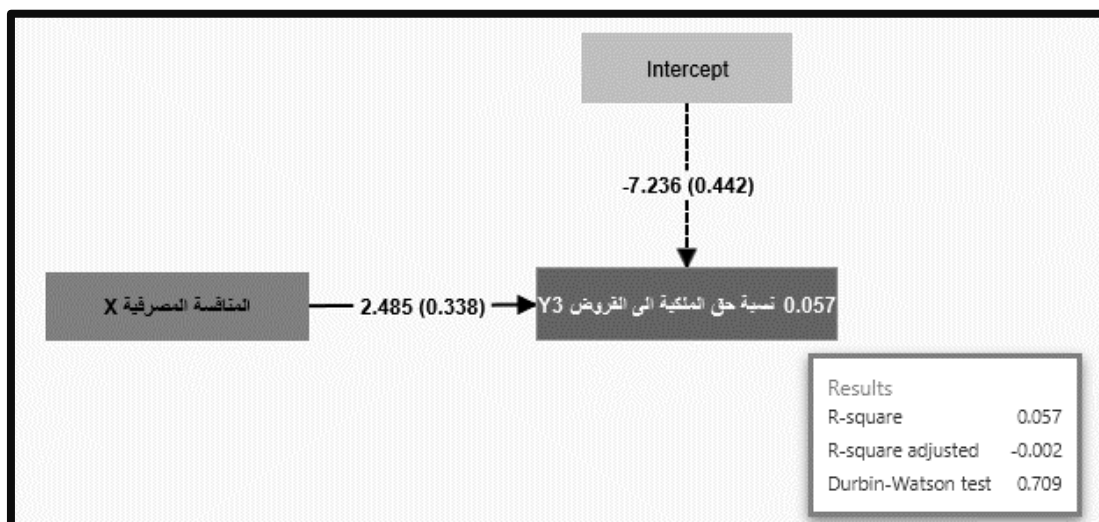 Intercept
-7.236 (0.442)
المنافسة المصرفية X
2.485 (0.338)
نسبة حق الملكية الى القروض Y3 0.057
Results
R-square 0.057
R-square adjusted -0.002
Durbin-Watson test 0.709